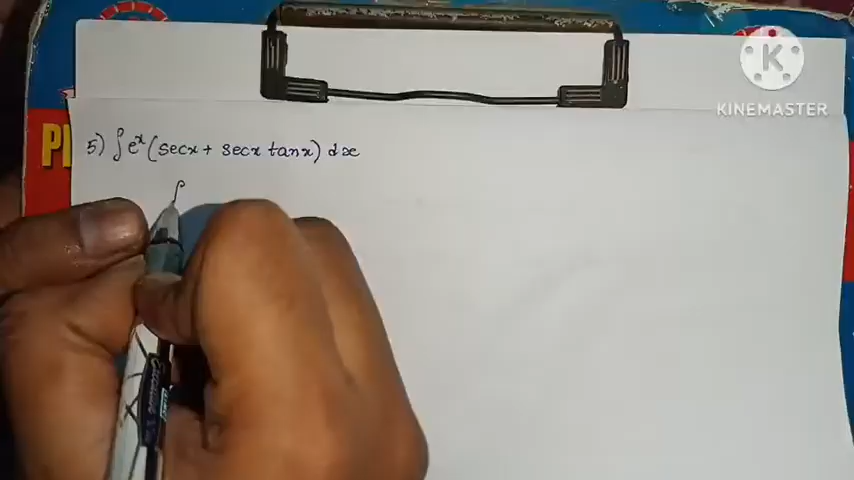 KINEMASTER
5) ∫eˣ(secx + secx tanx) dx
∫